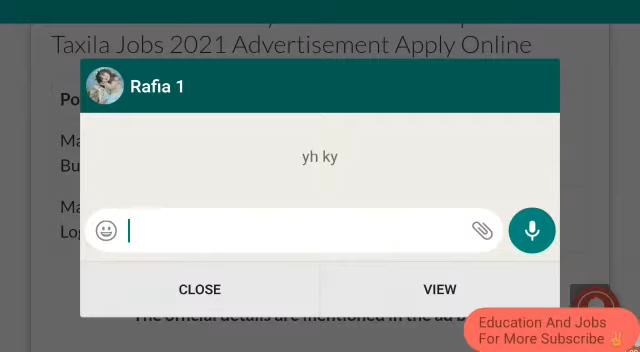 Taxila Jobs 2021 Advertisement Apply Online
Rafia 1
Po
Ma
Bu
yh ky
Ma
Log
CLOSE
VIEW
The official details are mentioned in the ad b
Education And Jobs
For More Subscribe ✌